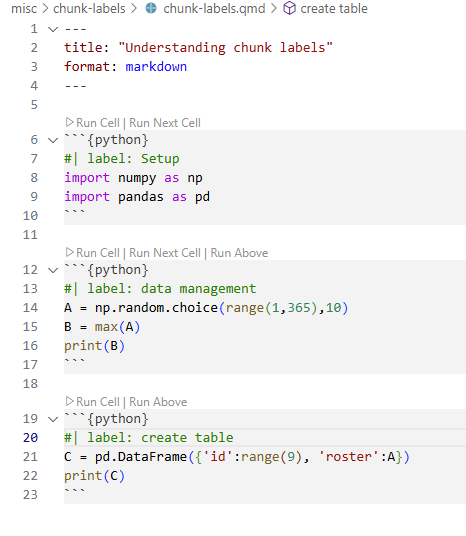 misc > chunk-labels > chunk-labels.qmd > create table
1 ---
2 title: "Understanding chunk labels"
3 format: markdown
4 ---
5
Run Cell | Run Next Cell
6 ```{python}
7 #| label: Setup
8 import numpy as np
9 import pandas as pd
10 ```
11
Run Cell | Run Next Cell | Run Above
12 ```{python}
13 #| label: data management
14 A = np.random.choice(range(1,365),10)
15 B = max(A)
16 print(B)
17 ```
18
Run Cell | Run Above
19 ```{python}
20 #| label: create table
21 C = pd.DataFrame({'id':range(9), 'roster':A})
22 print(C)
23 ```